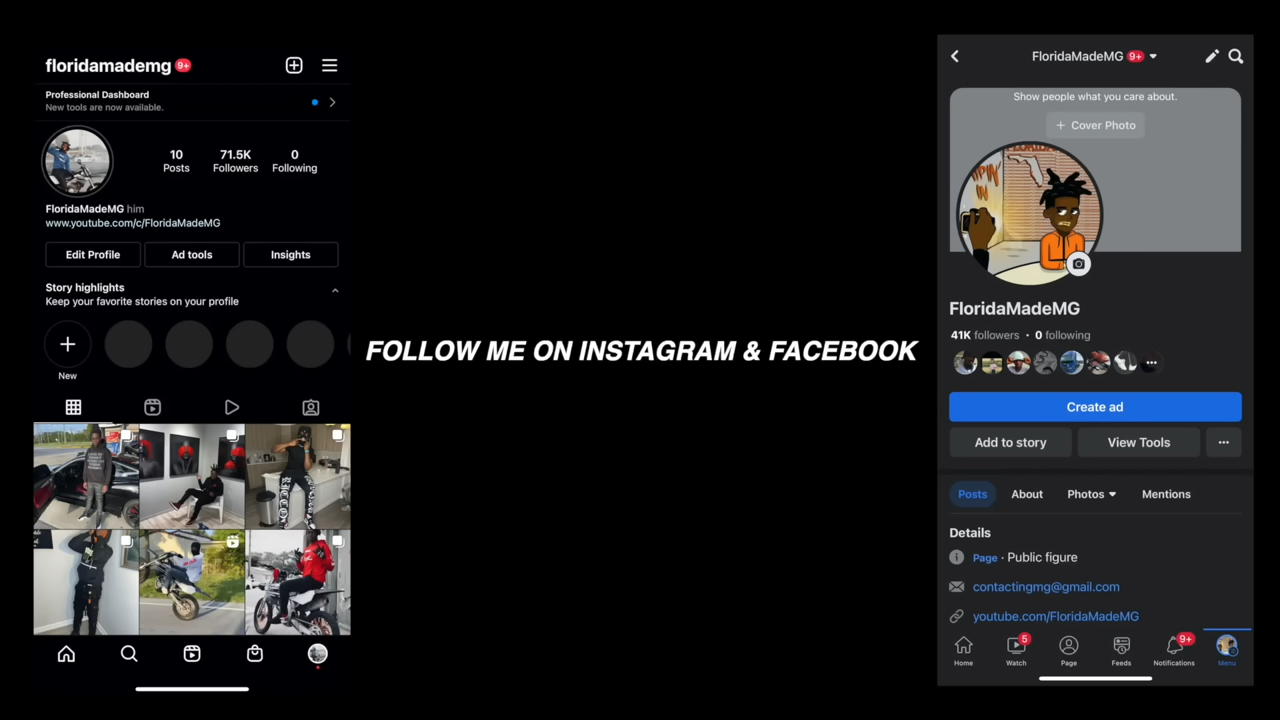 floridamademg 9+
Professional Dashboard
New tools are now available.
10
Posts
71.5K
Followers
0
Following
FloridaMadeMG him
www.youtube.com/c/FloridaMadeMG
Edit Profile
Ad tools
Insights
Story highlights
Keep your favorite stories on your profile
New
FOLLOW ME ON INSTAGRAM & FACEBOOK
FloridaMadeMG 9+
Show people what you care about.
+ Cover Photo
FloridaMadeMG
41K followers · 0 following
Create ad
Add to story
View Tools
Posts
About
Photos
Mentions
Details
Page · Public figure
contactingmg@gmail.com
youtube.com/FloridaMadeMG
Home
5
Watch
Page
Feeds
9+
Notifications
Menu